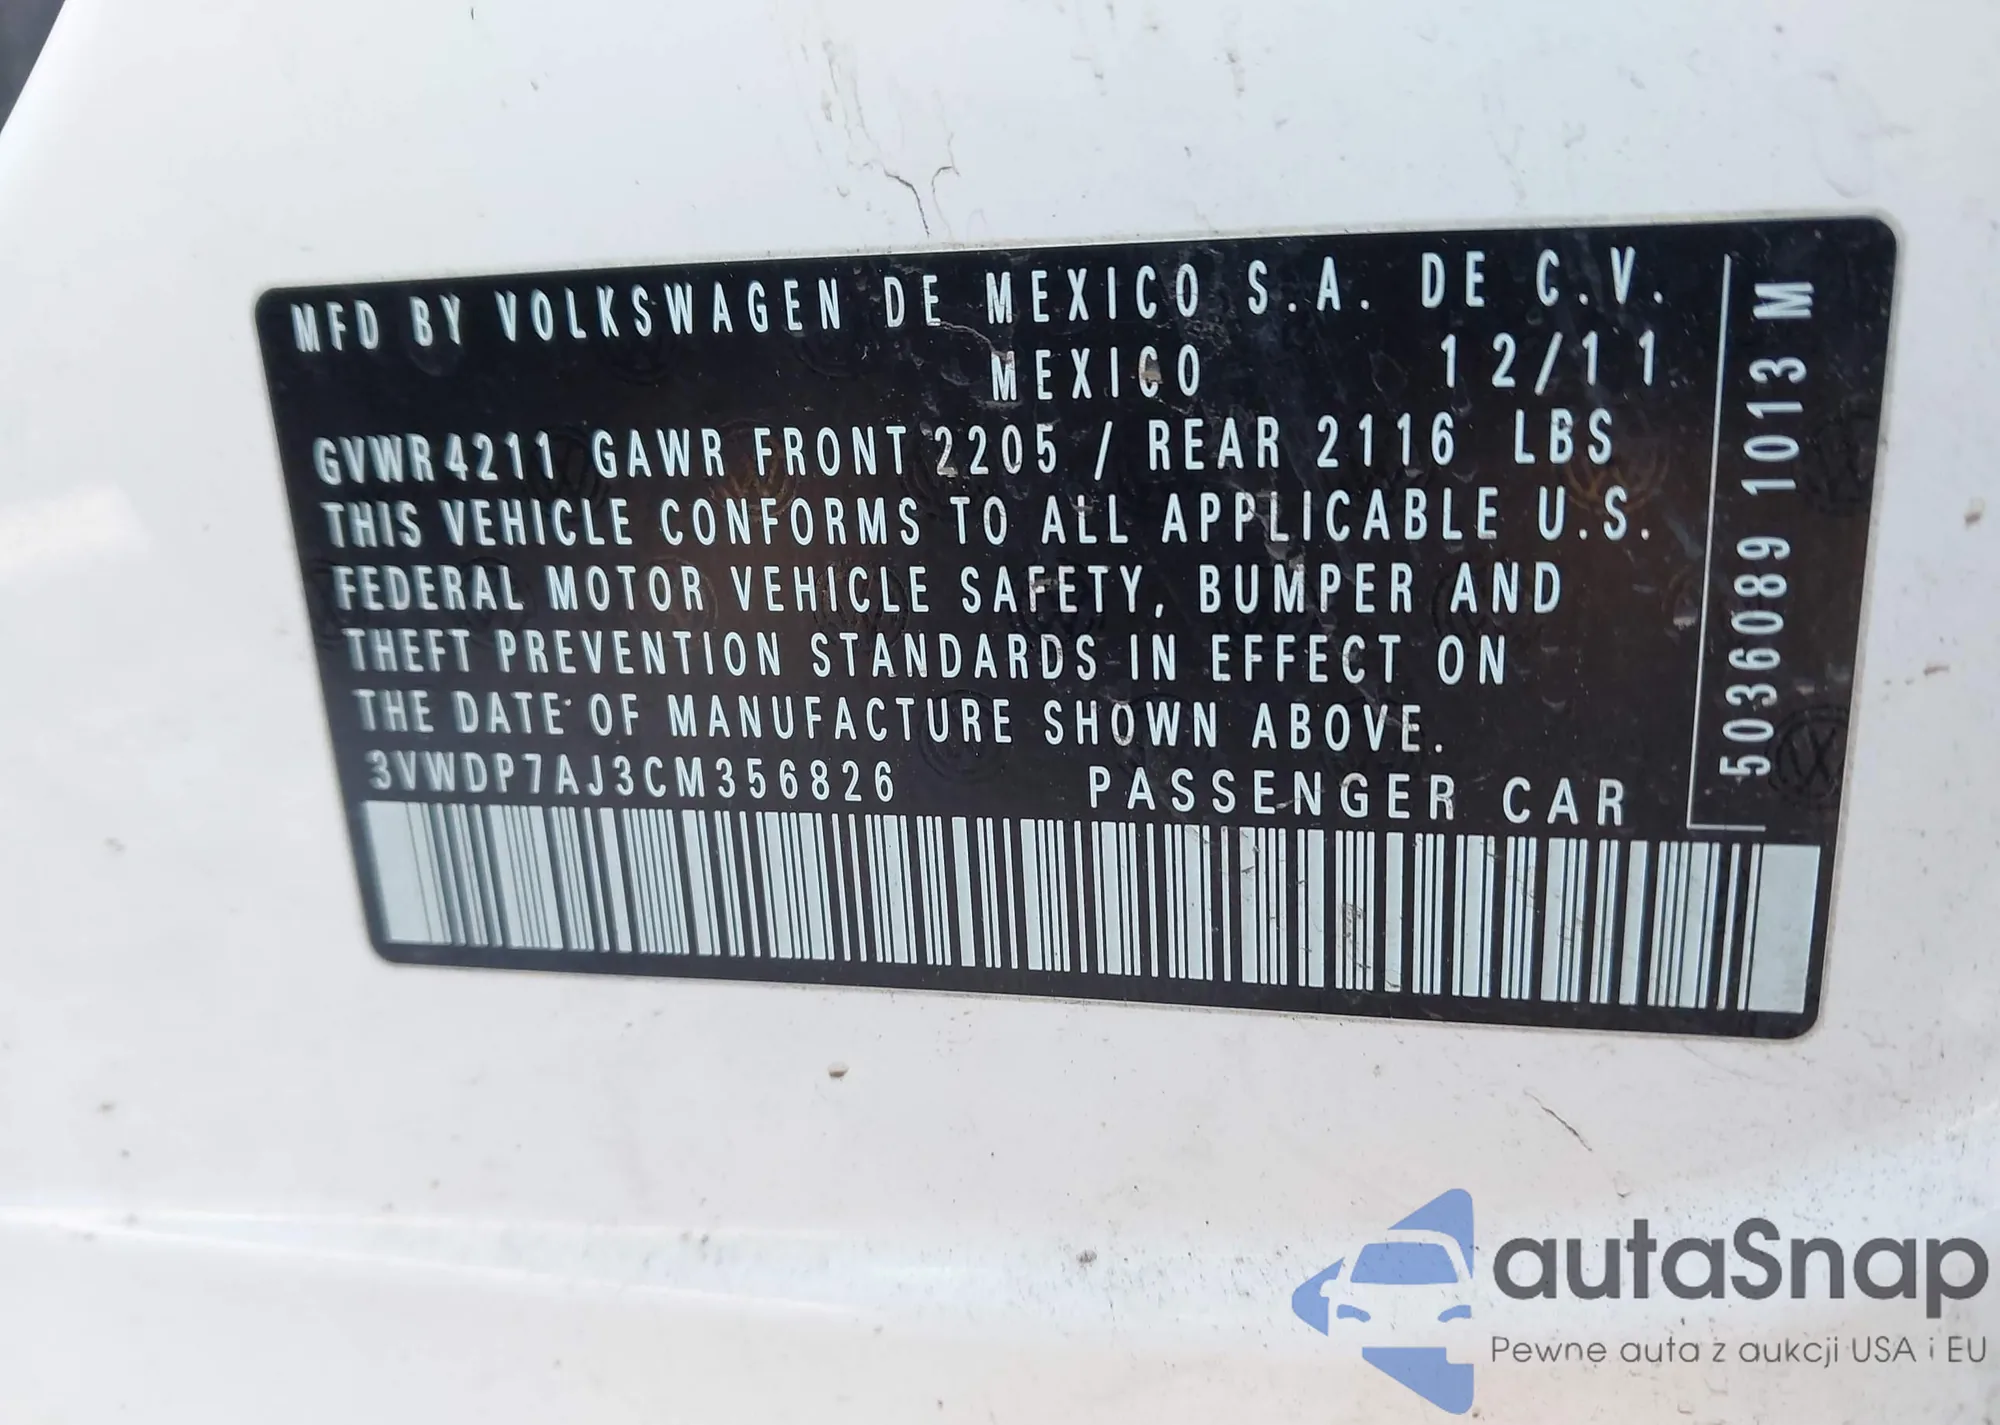 MFD BY VOLKSWAGEN DE MEXICO S.A. DE C.V.
MEXICO 12/11
GVWR 4211 GAWR FRONT 2205 / REAR 2116 LBS
THIS VEHICLE CONFORMS TO ALL APPLICABLE U.S.
FEDERAL MOTOR VEHICLE SAFETY, BUMPER AND
THEFT PREVENTION STANDARDS IN EFFECT ON
THE DATE OF MANUFACTURE SHOWN ABOVE.
3VWDP7AJ3CM356826 PASSENGER CAR
5036089 1013 M
autaSnap
Pewne auta z aukcji USA i EU